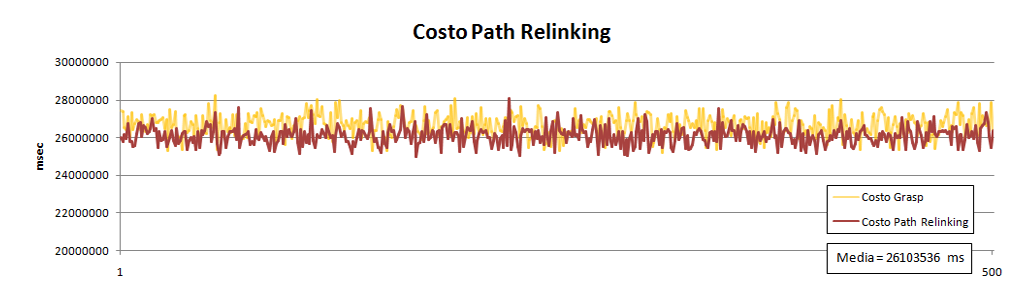 Costo Path Relinking
30000000
28000000
26000000
24000000
22000000
20000000
msec
Costo Grasp
Costo Path Relinking
Media = 26103536 ms
1
500